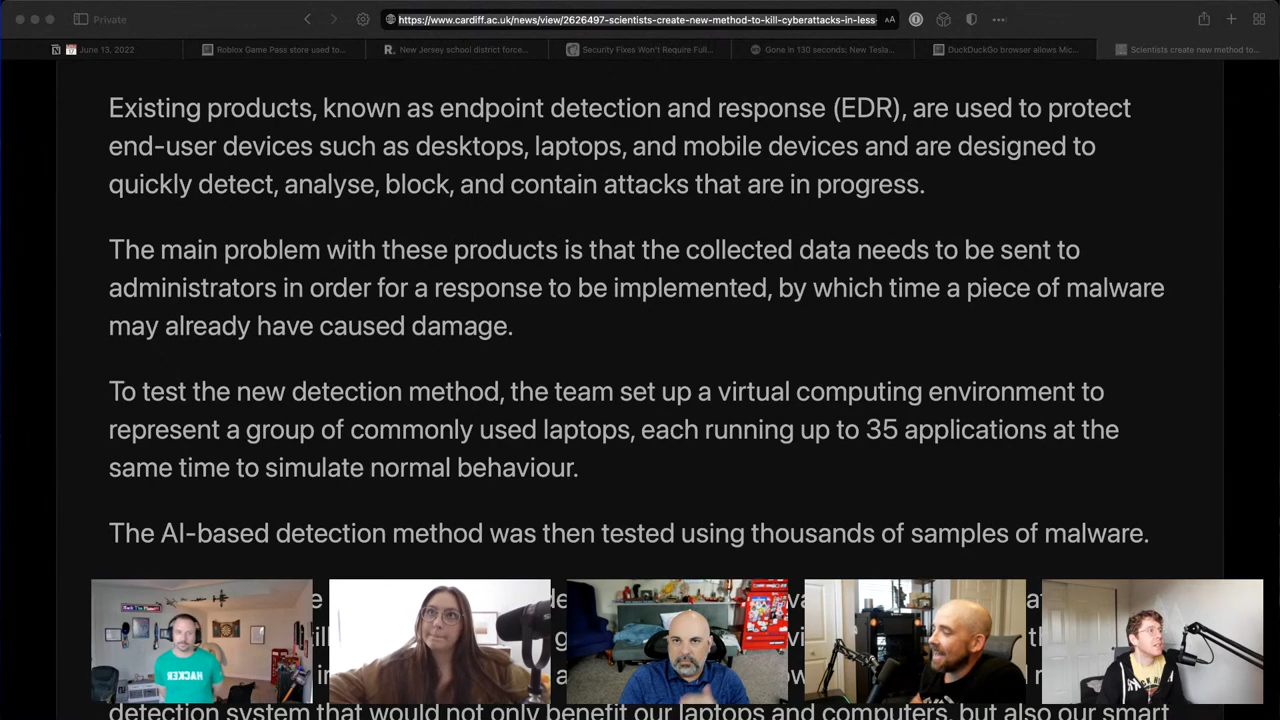 Private
https://www.cardiff.ac.uk/news/view/2626497-scientists-create-new-method-to-kill-cyberattacks-in-less-
AA
June 13, 2022
Roblox Game Pass store used to...
New Jersey school district force...
Security Fixes Won't Require Full...
Gone in 130 seconds: New Tesla...
DuckDuckGo browser allows Mic...
Scientists create new method to...
Existing products, known as endpoint detection and response (EDR), are used to protect
end-user devices such as desktops, laptops, and mobile devices and are designed to
quickly detect, analyse, block, and contain attacks that are in progress.
The main problem with these products is that the collected data needs to be sent to
administrators in order for a response to be implemented, by which time a piece of malware
may already have caused damage.
To test the new detection method, the team set up a virtual computing environment to
represent a group of commonly used laptops, each running up to 35 applications at the
same time to simulate normal behaviour.
The AI-based detection method was then tested using thousands of samples of malware.
HACKER
detection system that would not only benefit our laptops and computers, but also our smart